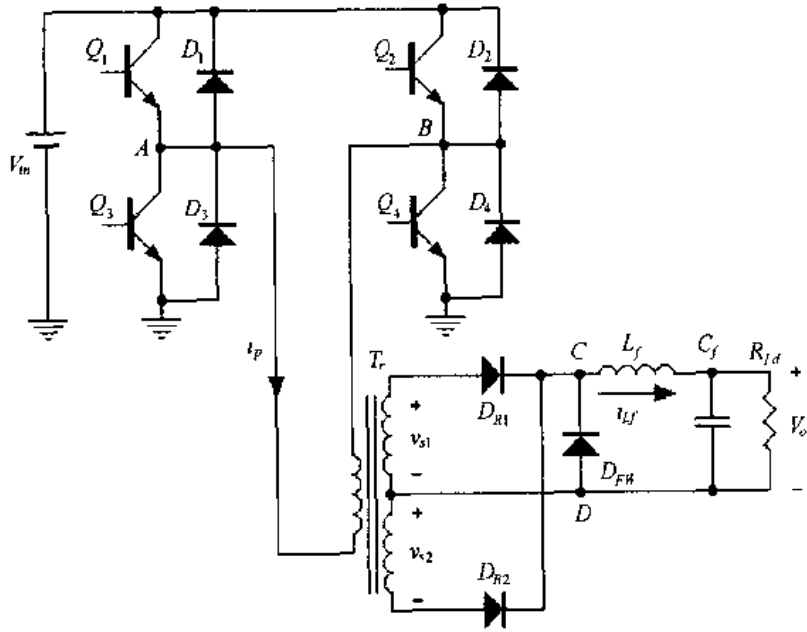 Q1
D1
Q2
D2
A
B
Vin
Q3
D3
Q4
D4
ip
Tr
C
Lf
Cf
RLd
+
vs1
−
DR1
iLf
DFW
Vo
−
D
+
vs2
−
DR2
+